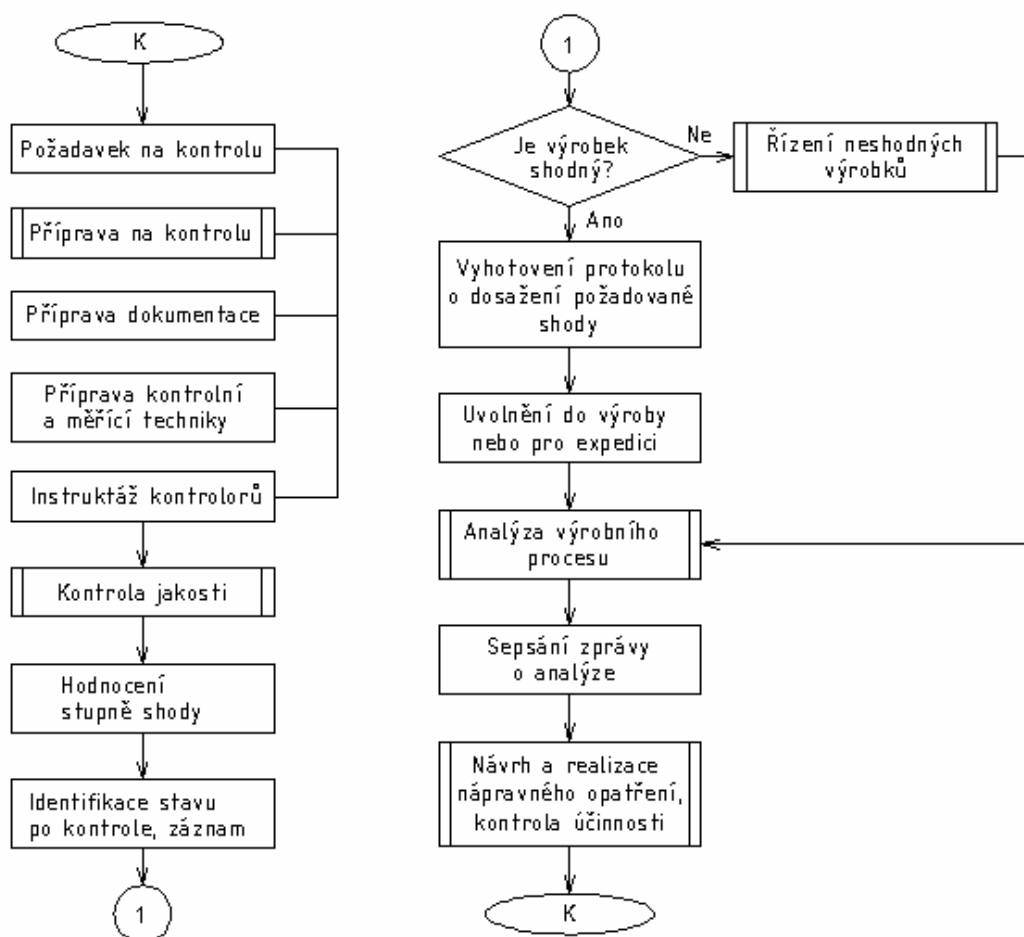 K
Požadavek na kontrolu
Příprava na kontrolu
Příprava dokumentace
Příprava kontrolní
a měřící techniky
Instruktáž kontrolorů
Kontrola jakosti
Hodnocení
stupně shody
Identifikace stavu
po kontrole, záznam
1
1
Je výrobek
shodný?
Ne
Řízení neshodných
výrobků
Ano
Vyhotovení protokolu
o dosažení požadované
shody
Uvolnění do výroby
nebo pro expedici
Analýza výrobního
procesu
Sepsání zprávy
o analýze
Návrh a realizace
nápravného opatření,
kontrola účinnosti
K